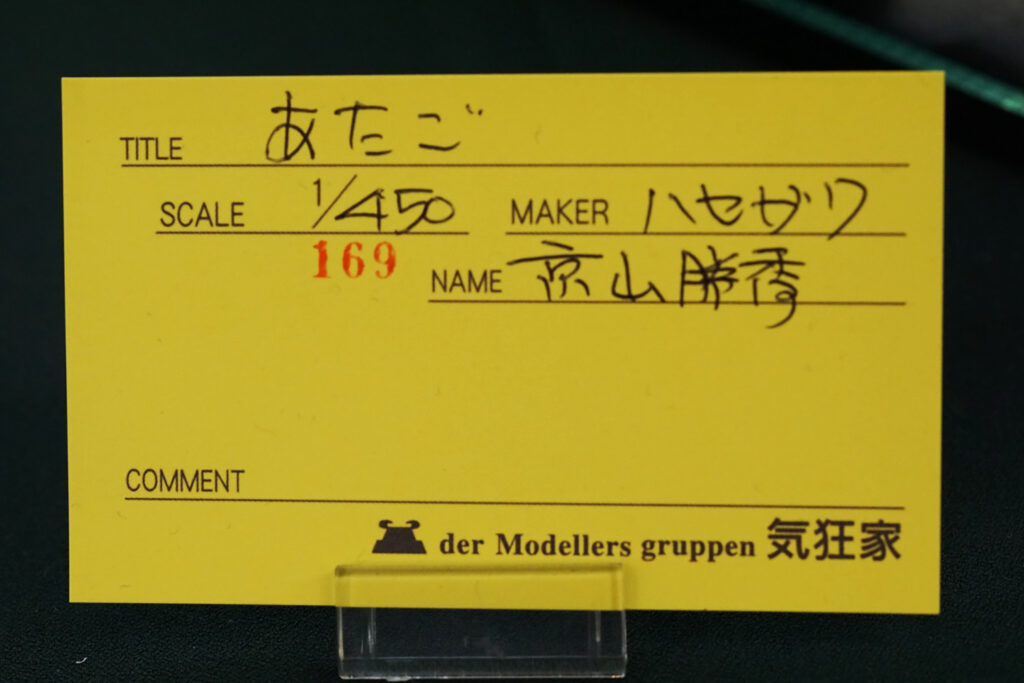 TITLE あたご
SCALE 1/450 MAKER ハセガワ
169
NAME 京山勝秀
COMMENT
der Modellers gruppen 気狂家